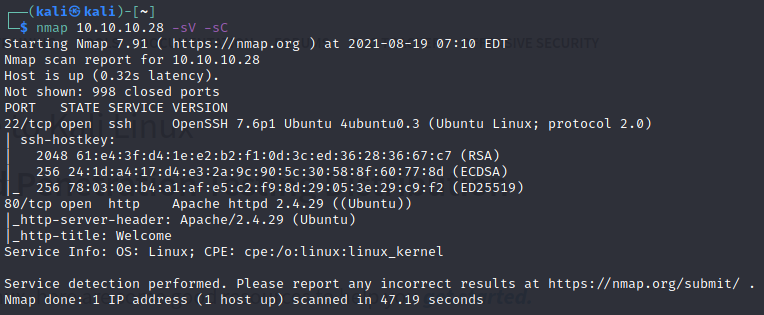 ┌──(kali㉿kali)-[~]
└─$ nmap 10.10.10.28 -sV -sC
Starting Nmap 7.91 ( https://nmap.org ) at 2021-08-19 07:10 EDT
Nmap scan report for 10.10.10.28
Host is up (0.32s latency).
Not shown: 998 closed ports
PORT   STATE SERVICE VERSION
22/tcp open  ssh     OpenSSH 7.6p1 Ubuntu 4ubuntu0.3 (Ubuntu Linux; protocol 2.0)
| ssh-hostkey:
|   2048 61:e4:3f:d4:1e:e2:b2:f1:0d:3c:ed:36:28:36:67:c7 (RSA)
|   256 24:1d:a4:17:d4:e3:2a:9c:90:5c:30:58:8f:60:77:8d (ECDSA)
|_  256 78:03:0e:b4:a1:af:e5:c2:f9:8d:29:05:3e:29:c9:f2 (ED25519)
80/tcp open  http    Apache httpd 2.4.29 ((Ubuntu))
|_http-server-header: Apache/2.4.29 (Ubuntu)
|_http-title: Welcome
Service Info: OS: Linux; CPE: cpe:/o:linux:linux_kernel
Service detection performed. Please report any incorrect results at https://nmap.org/submit/ .
Nmap done: 1 IP address (1 host up) scanned in 47.19 seconds